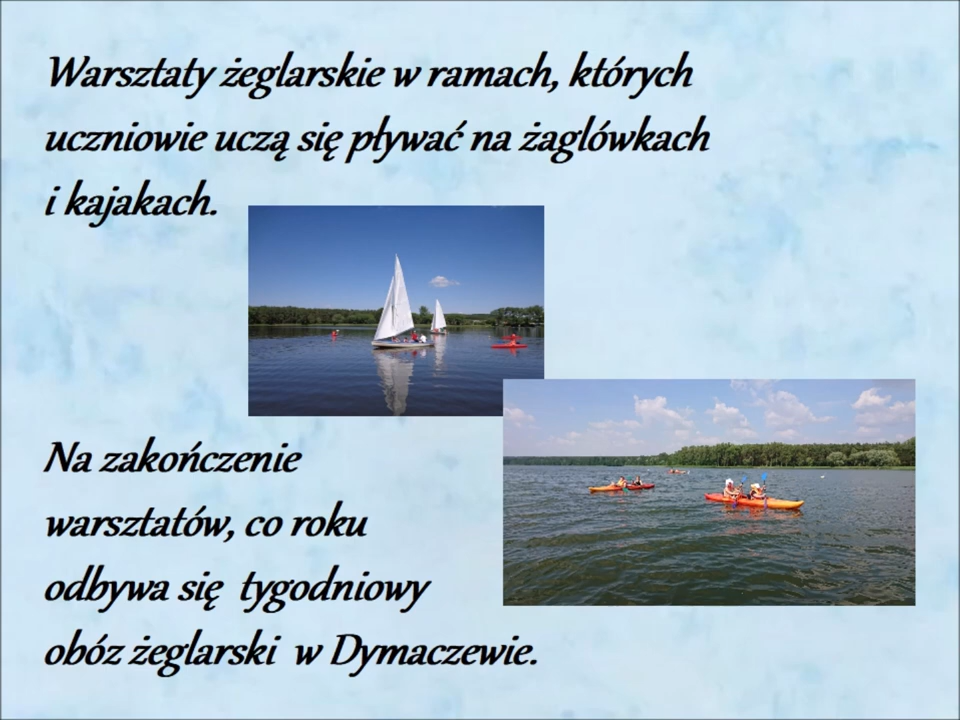 Warsztaty żeglarskie w ramach, których
uczniowie uczą się pływać na żaglówkach
i kajakach.
Na zakończenie
warsztatów, co roku
odbywa się tygodniowy
obóz żeglarski w Dymaczewie.